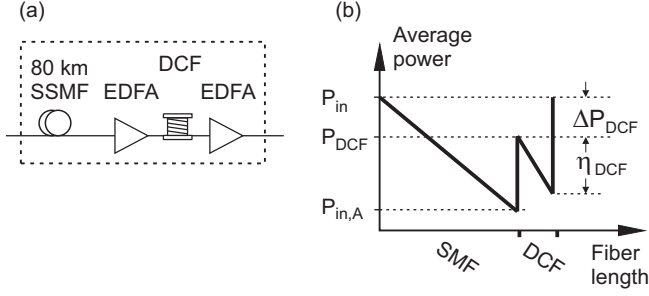 (a)
80 km
SSMF
EDFA
DCF
EDFA
(b)
Average
power
P_in
P_DCF
P_in,A
ΔP_DCF
η_DCF
SMF
DCF
Fiber
length